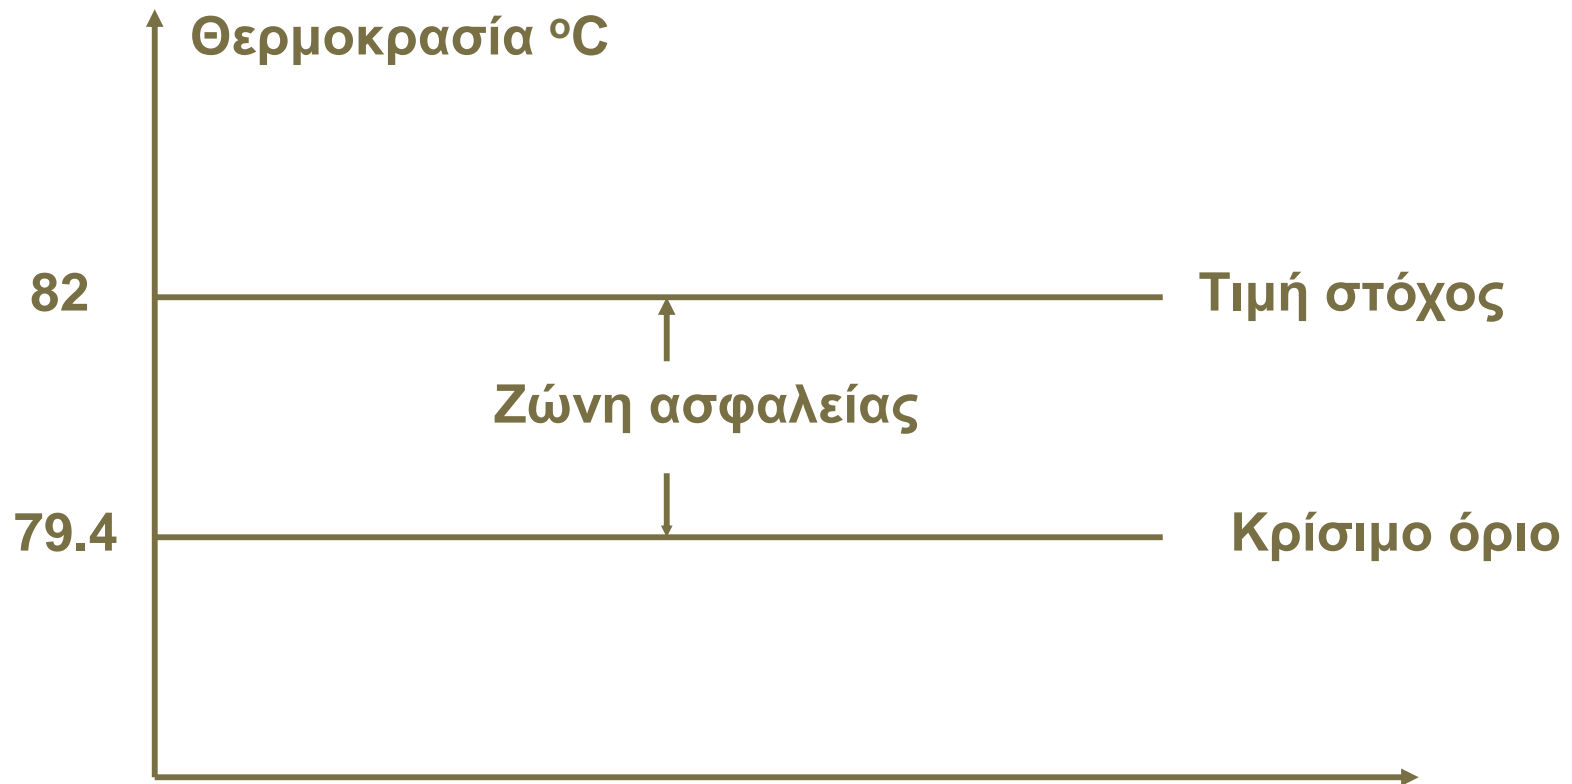 Θερμοκρασία °C
82
Τιμή στόχος
Ζώνη ασφαλείας
79.4
Κρίσιμο όριο